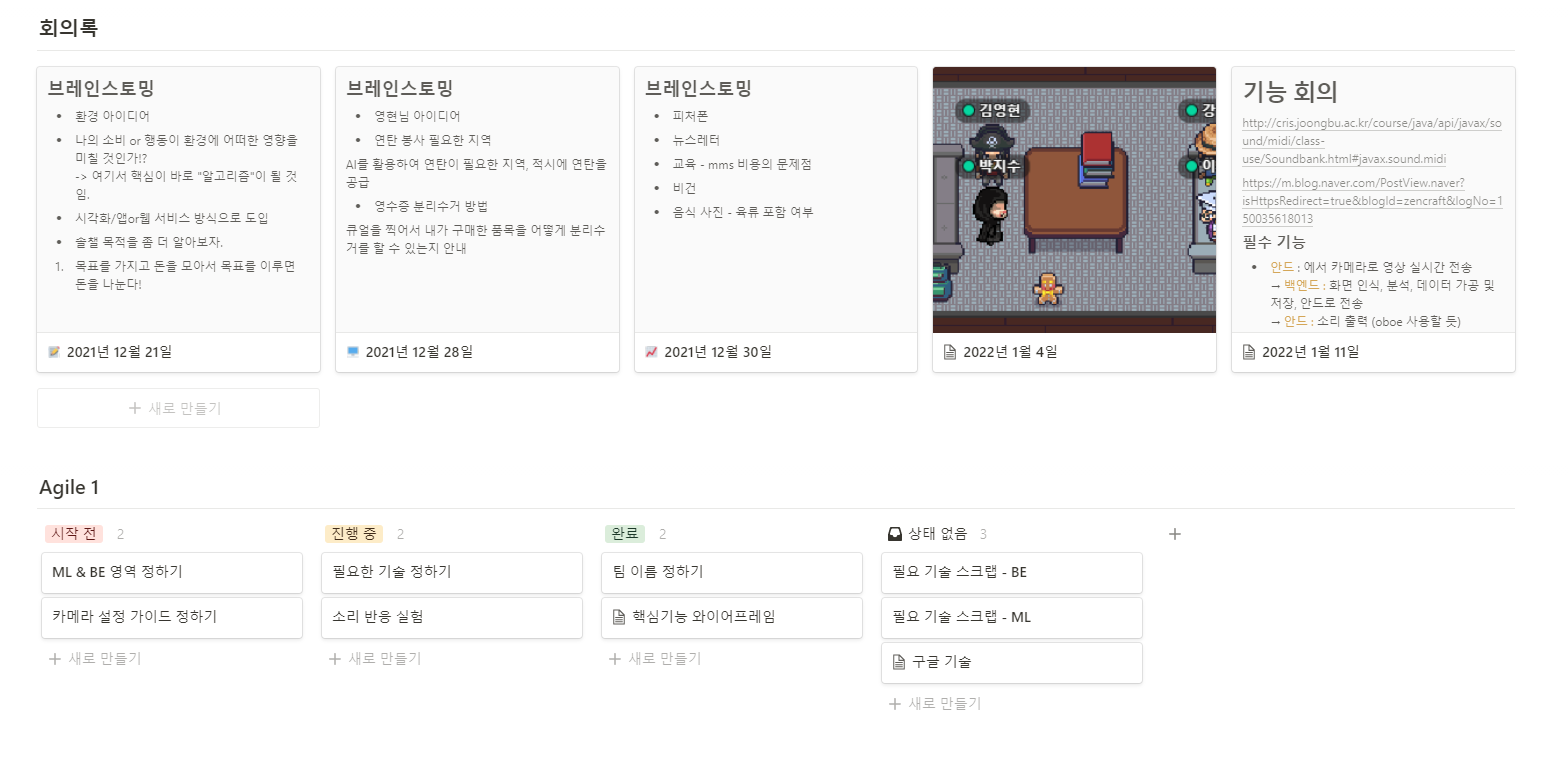 회의록
브레인스토밍
• 환경 아이디어
• 나의 소비 or 행동이 환경에 어떠한 영향을
미칠 것인가!?
-> 여기서 핵심이 바로 "알고리즘"이 될 것
임.
• 시각화/앱or웹 서비스 방식으로 도입
• 솔챌 목적을 좀 더 알아보자.
1. 목표를 가지고 돈을 모아서 목표를 이루면
돈을 나눈다!
2021년 12월 21일
브레인스토밍
• 영현님 아이디어
• 연탄 봉사 필요한 지역
AI를 활용하여 연탄이 필요한 지역, 적시에 연탄을
공급
• 영수증 분리수거 방법
큐얼을 찍어서 내가 구매한 품목을 어떻게 분리수
거를 할 수 있는지 안내
2021년 12월 28일
브레인스토밍
• 피처폰
• 뉴스레터
• 교육 - mms 비용의 문제점
• 비건
• 음식 사진 - 육류 포함 여부
2021년 12월 30일
김영현
박지수
강
이
2022년 1월 4일
기능 회의
http://cris.joongbu.ac.kr/course/java/api/javax/so
und/midi/class-
use/Soundbank.html#javax.sound.midi
https://m.blog.naver.com/PostView.naver?
isHttpsRedirect=true&blogId=zencraft&logNo=1
50035618013
필수 기능
• 안드 : 에서 카메라로 영상 실시간 전송
→ 백엔드 : 화면 인식, 분석, 데이터 가공 및
저장, 안드로 전송
→ 안드 : 소리 출력 (oboe 사용할 듯)
2022년 1월 11일
+ 새로 만들기
Agile 1
시작 전 2
ML & BE 영역 정하기
카메라 설정 가이드 정하기
+ 새로 만들기
진행 중 2
필요한 기술 정하기
소리 반응 실험
+ 새로 만들기
완료 2
팀 이름 정하기
핵심기능 와이어프레임
+ 새로 만들기
상태 없음 3
필요 기술 스크랩 - BE
필요 기술 스크랩 - ML
구글 기술
+ 새로 만들기
+